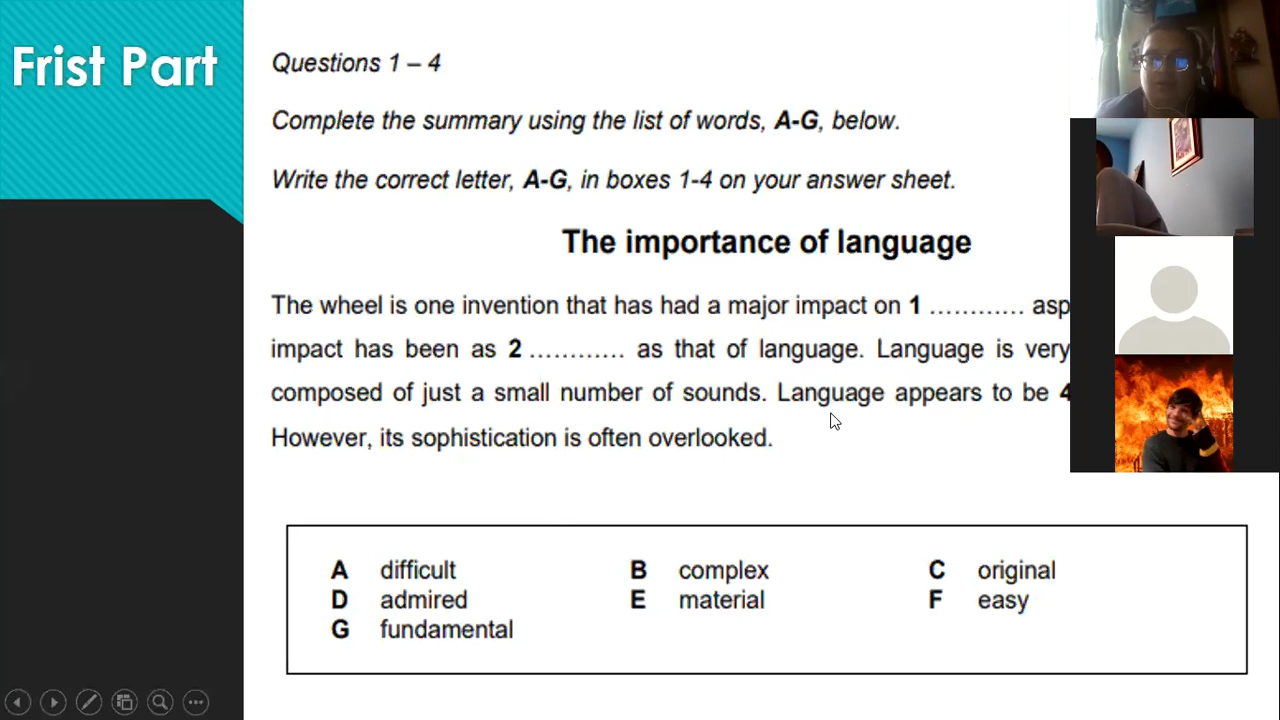 Frist Part
Questions 1 – 4
Complete the summary using the list of words, A-G, below.
Write the correct letter, A-G, in boxes 1-4 on your answer sheet.
The importance of language
The wheel is one invention that has had a major impact on 1 ………… asp
impact has been as 2 ………… as that of language. Language is very
composed of just a small number of sounds. Language appears to be 4
However, its sophistication is often overlooked.
A difficult B complex C original
D admired E material F easy
G fundamental